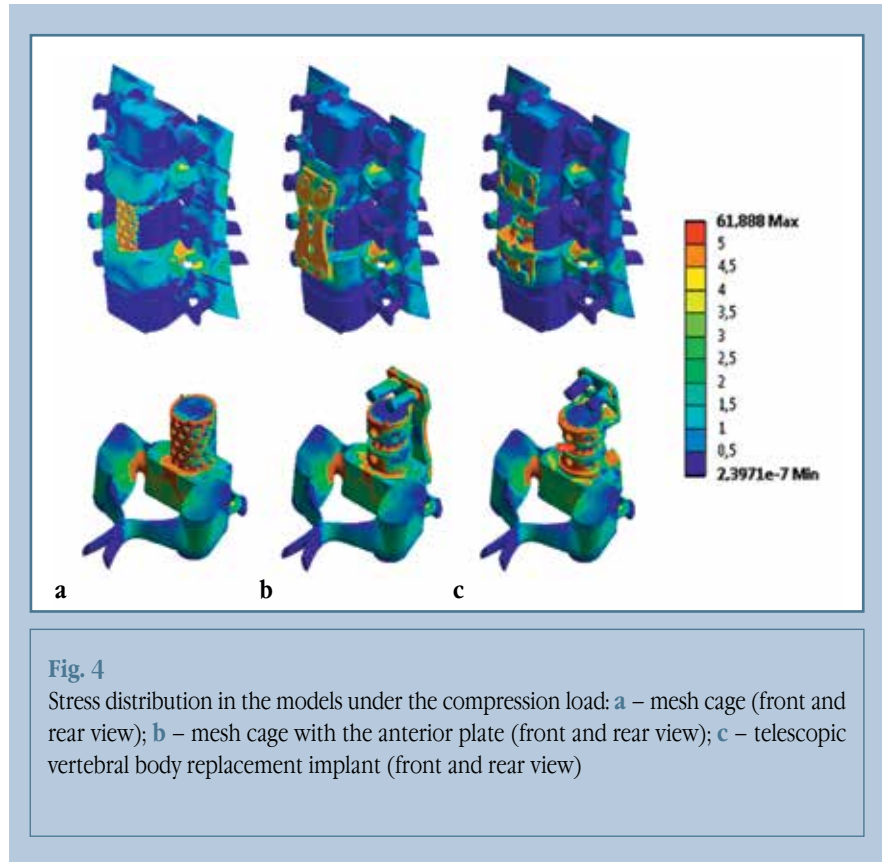 61,888 Max
5
4,5
4
3,5
3
2,5
2
1,5
1
0,5
2,3971e-7 Min
a b c
Fig. 4
Stress distribution in the models under the compression load: a – mesh cage (front and
rear view); b – mesh cage with the anterior plate (front and rear view); c – telescopic
vertebral body replacement implant (front and rear view)